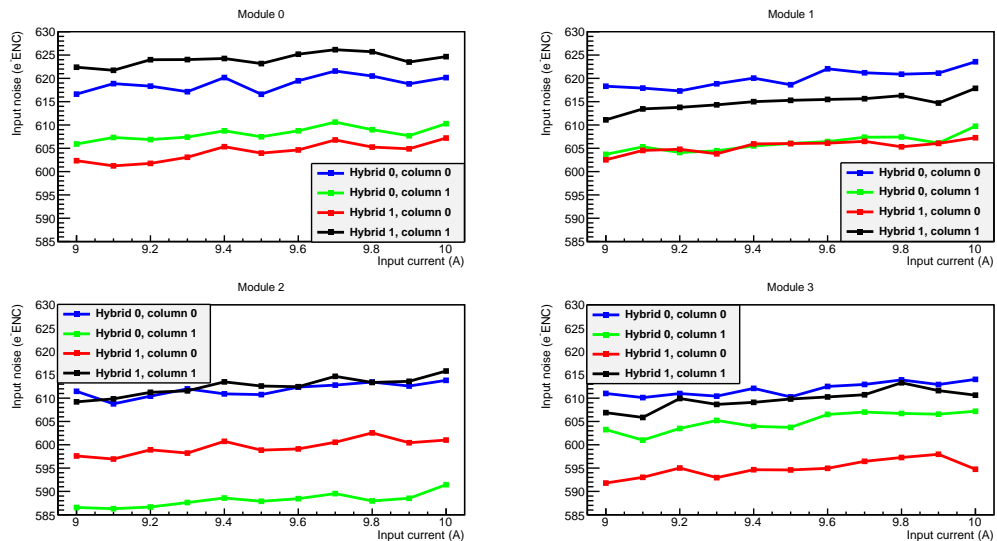 Module 0
Input noise (e⁻ENC)
630
625
620
615
610
605
600
595
590
585
Hybrid 0, column 0
Hybrid 0, column 1
Hybrid 1, column 0
Hybrid 1, column 1
9 9.2 9.4 9.6 9.8 10
Input current (A)
Module 1
Input noise (e⁻ENC)
630
625
620
615
610
605
600
595
590
585
Hybrid 0, column 0
Hybrid 0, column 1
Hybrid 1, column 0
Hybrid 1, column 1
9 9.2 9.4 9.6 9.8 10
Input current (A)
Module 2
Input noise (e⁻ENC)
630
625
620
615
610
605
600
595
590
585
Hybrid 0, column 0
Hybrid 0, column 1
Hybrid 1, column 0
Hybrid 1, column 1
9 9.2 9.4 9.6 9.8 10
Input current (A)
Module 3
Input noise (e⁻ENC)
630
625
620
615
610
605
600
595
590
585
Hybrid 0, column 0
Hybrid 0, column 1
Hybrid 1, column 0
Hybrid 1, column 1
9 9.2 9.4 9.6 9.8 10
Input current (A)